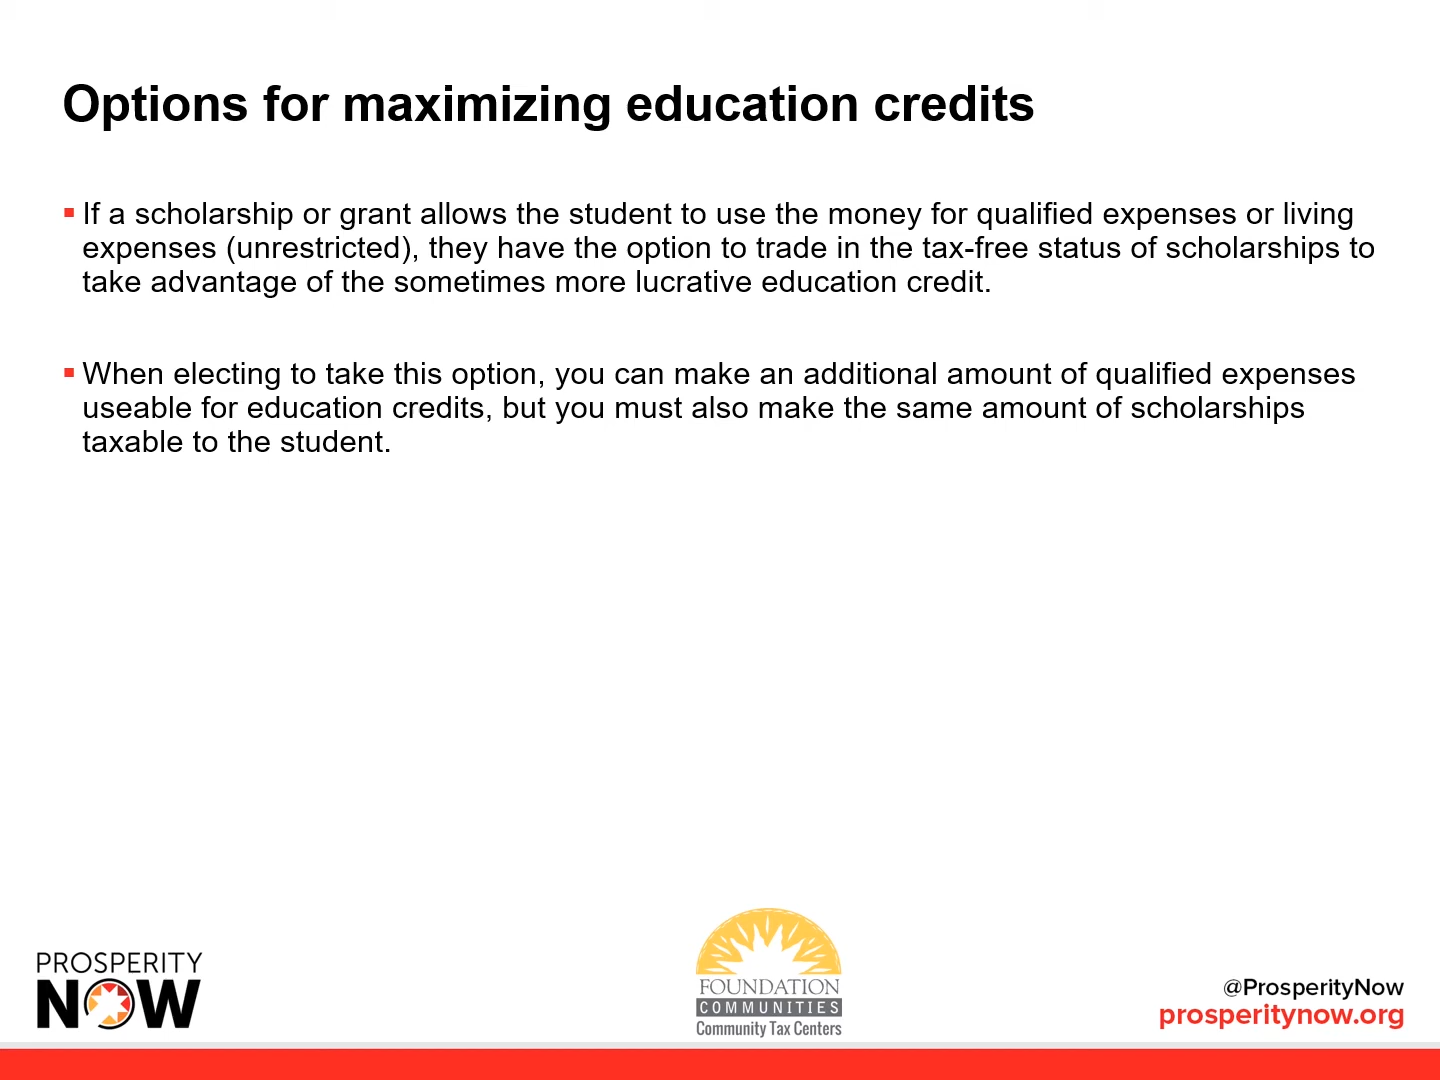 Options for maximizing education credits
If a scholarship or grant allows the student to use the money for qualified expenses or living
expenses (unrestricted), they have the option to trade in the tax-free status of scholarships to
take advantage of the sometimes more lucrative education credit.
When electing to take this option, you can make an additional amount of qualified expenses
useable for education credits, but you must also make the same amount of scholarships
taxable to the student.
PROSPERITY
NOW
FOUNDATION
COMMUNITIES
Community Tax Centers
@ProsperityNow
prosperitynow.org